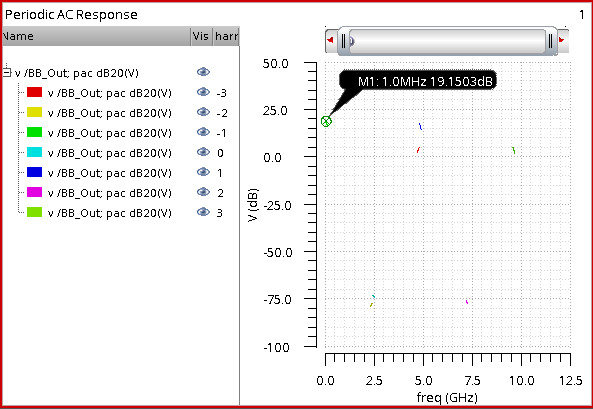 Periodic AC Response 1
Name Vis harr
v /BB_Out; pac dB20(V)
v /BB_Out; pac dB20(V) -3
v /BB_Out; pac dB20(V) -2
v /BB_Out; pac dB20(V) -1
v /BB_Out; pac dB20(V) 0
v /BB_Out; pac dB20(V) 1
v /BB_Out; pac dB20(V) 2
v /BB_Out; pac dB20(V) 3
M1: 1.0MHz 19.1503dB
V (dB)
50.0
25.0
0.0
-25.0
-50.0
-75.0
-100
0.0 2.5 5.0 7.5 10.0 12.5
freq (GHz)